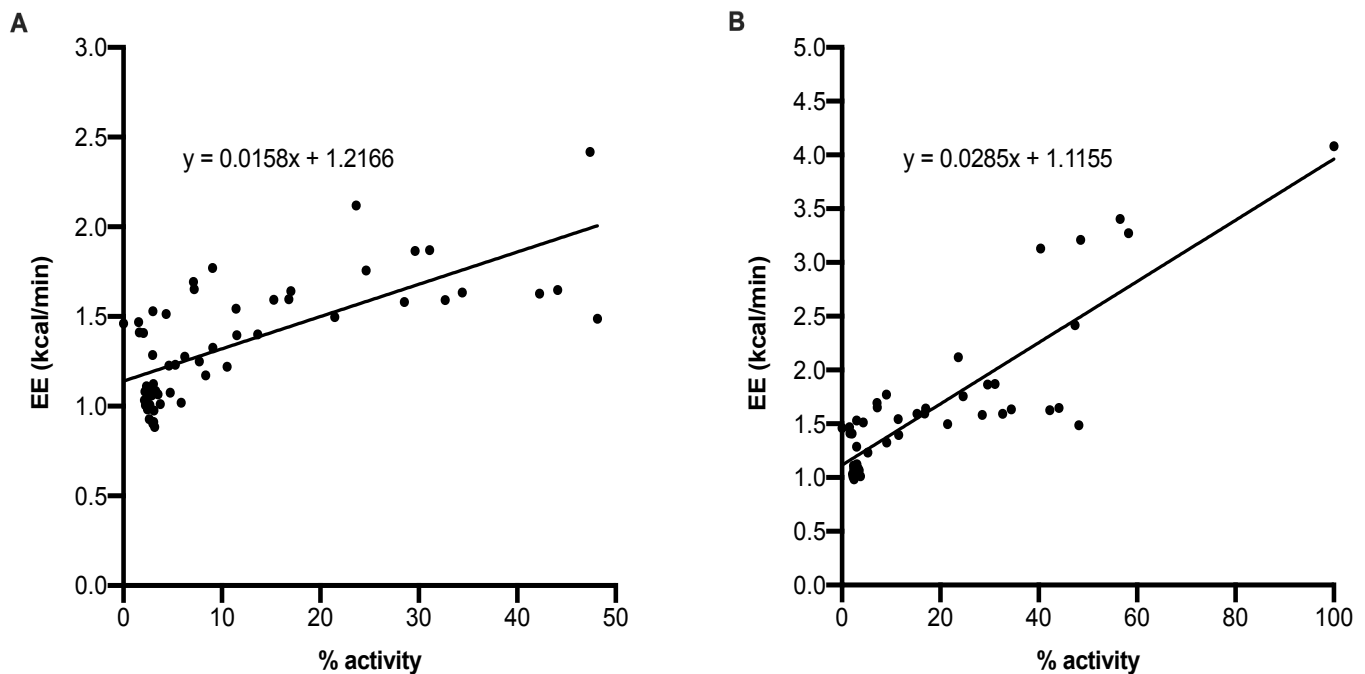 A
3.0
2.5
2.0
1.5
1.0
0.5
0.0
EE (kcal/min)
y = 0.0158x + 1.2166
0 10 20 30 40 50
% activity
B
5.0
4.5
4.0
3.5
3.0
2.5
2.0
1.5
1.0
0.5
0.0
EE (kcal/min)
y = 0.0285x + 1.1155
0 20 40 60 80 100
% activity